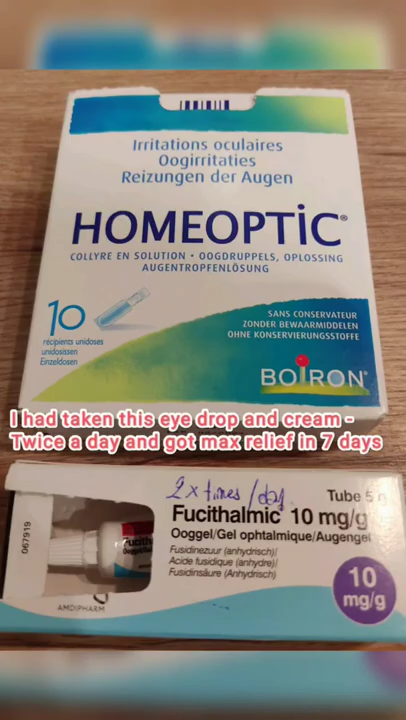 Irritations oculaires
Oogirritaties
Reizungen der Augen
HOMEOPTIC®
COLLYRE EN SOLUTION • OOGDRUPPELS, OPLOSSING
AUGENTROPFENLÖSUNG
10
récipients unidoses
unidosissen
Einzeldosen
SANS CONSERVATEUR
ZONDER BEWAARMIDDELEN
OHNE KONSERVIERUNGSSTOFFE
BOIRON®
I had taken this eye drop and cream -
Twice a day and got max relief in 7 days
2 x times / day
Tube 5 g
Fucithalmic® 10 mg/g
Ooggel/Gel ophtalmique/Augengel
Fusidinezuur (anhydrisch)/
Acide fusidique (anhydre)/
Fusidinsäure (Anhydrisch)
10
mg/g
067919
AMDIPHARM